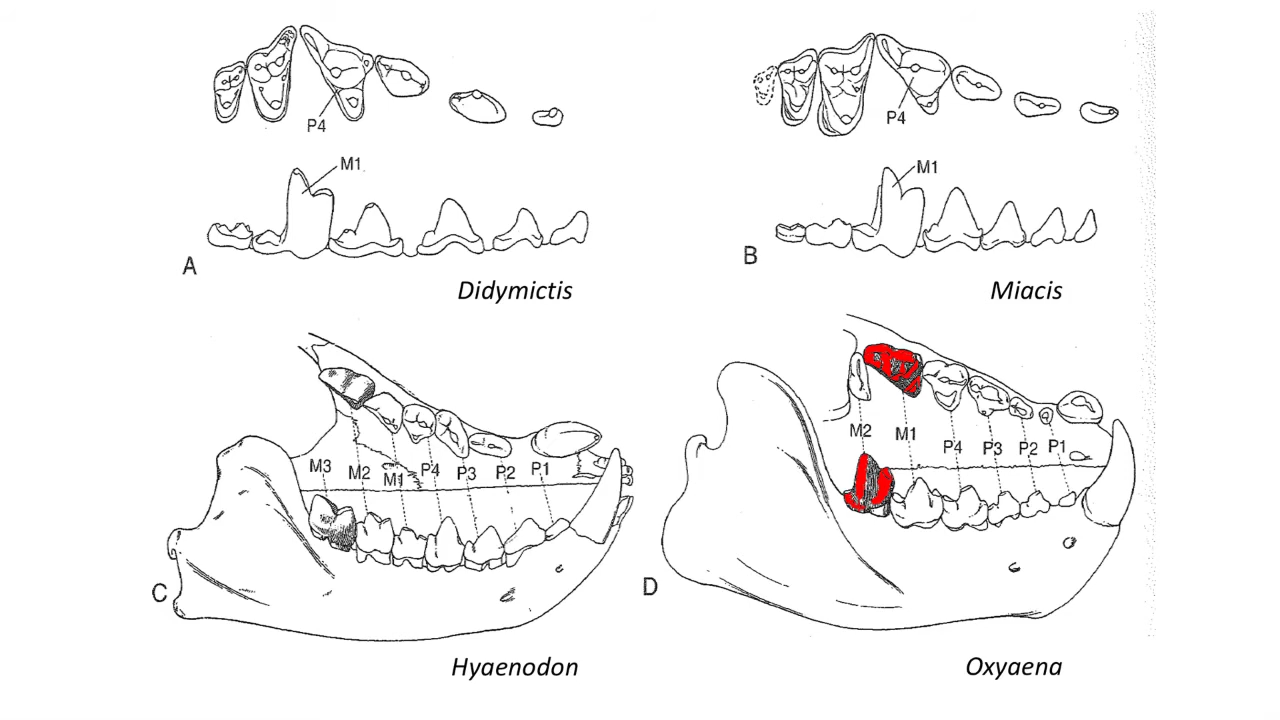 P4
P4
M1
M1
A
B
Didymictis
Miacis
M3
M2
M1
P4
P3
P2
P1
M2
M1
P4
P3
P2
P1
C
D
Hyaenodon
Oxyaena